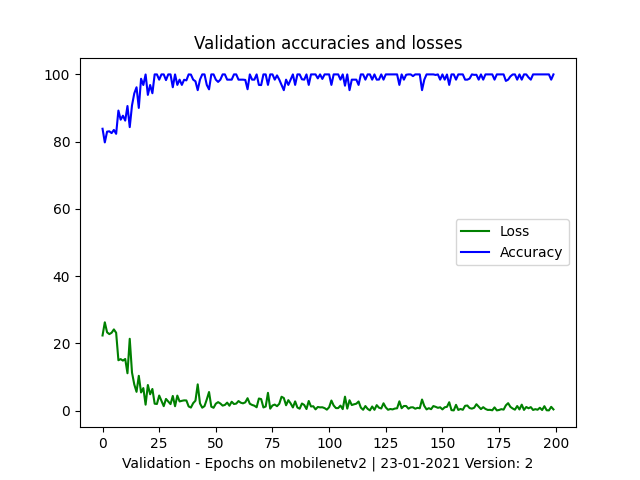 Validation accuracies and losses
100
80
60
40
20
0
Loss
Accuracy
0 25 50 75 100 125 150 175 200
Validation - Epochs on mobilenetv2 | 23-01-2021 Version: 2